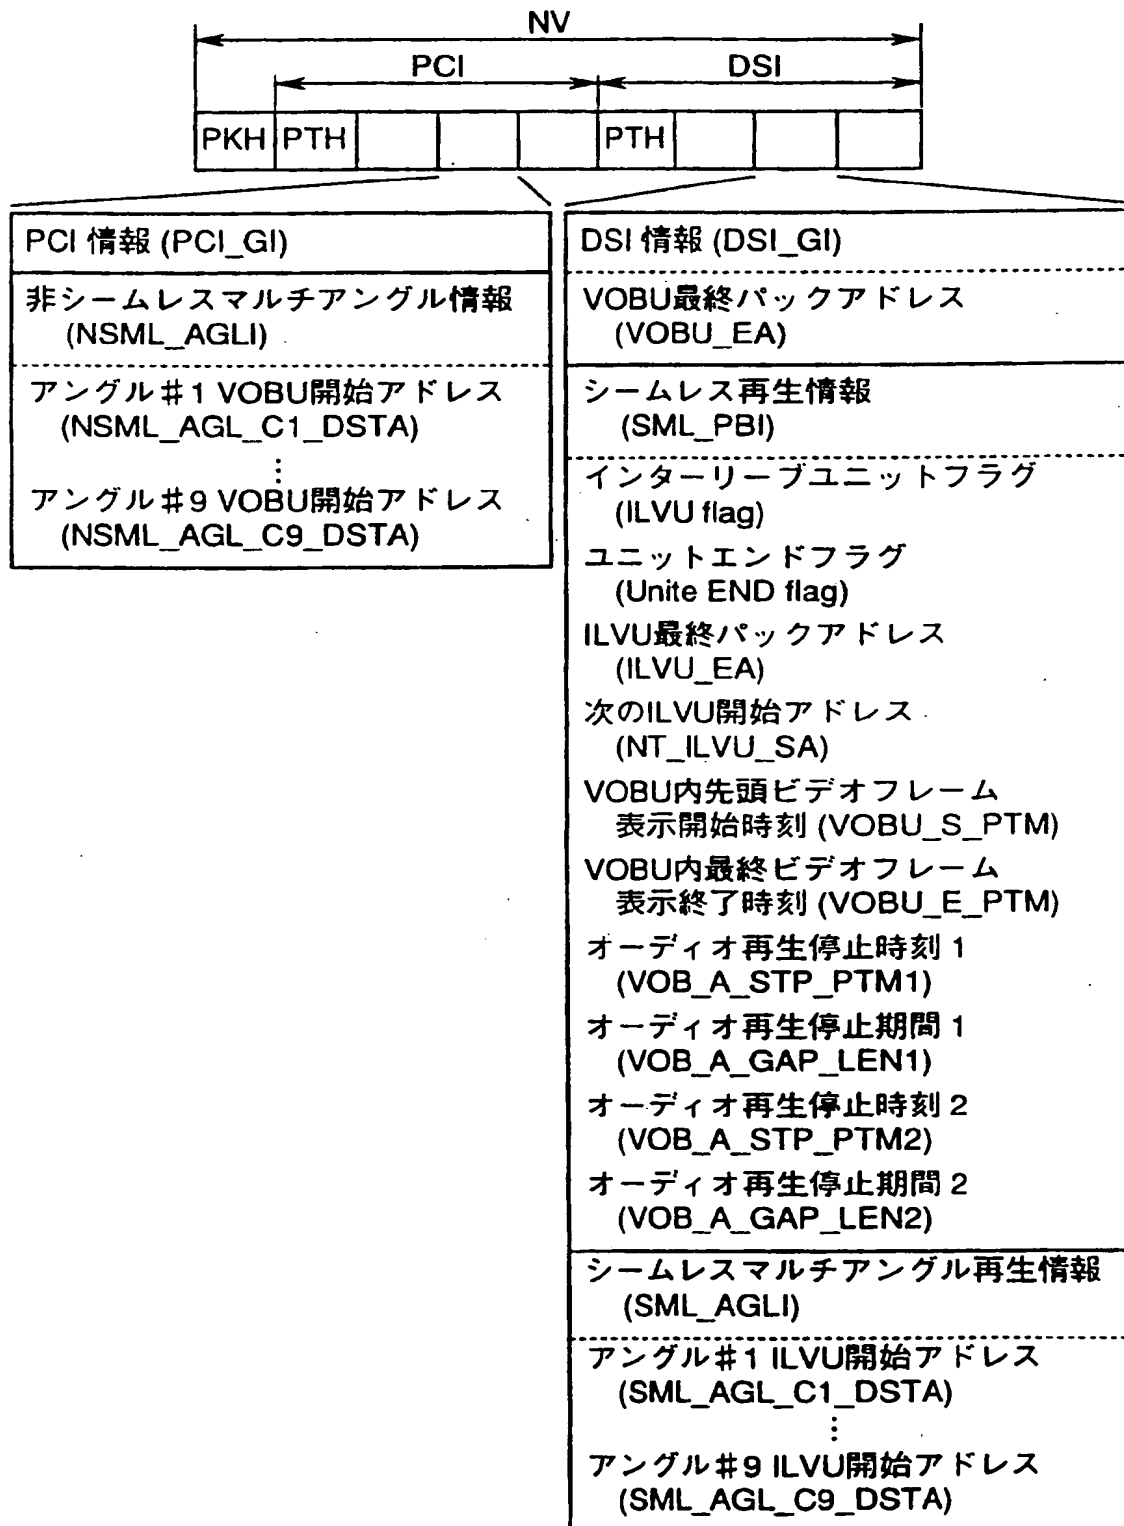 NV
PCI
DSI
PKH PTH PTH
PCI 情報 (PCI_GI)
非シームレスマルチアングル情報
(NSML_AGLI)
アングル#1 VOBU開始アドレス
(NSML_AGL_C1_DSTA)
⋮
アングル#9 VOBU開始アドレス
(NSML_AGL_C9_DSTA)
DSI 情報 (DSI_GI)
VOBU最終パックアドレス
(VOBU_EA)
シームレス再生情報
(SML_PBI)
インターリーブユニットフラグ
(ILVU flag)
ユニットエンドフラグ
(Unite END flag)
ILVU最終パックアドレス
(ILVU_EA)
次のILVU開始アドレス
(NT_ILVU_SA)
VOBU内先頭ビデオフレーム
表示開始時刻 (VOBU_S_PTM)
VOBU内最終ビデオフレーム
表示終了時刻 (VOBU_E_PTM)
オーディオ再生停止時刻 1
(VOB_A_STP_PTM1)
オーディオ再生停止期間 1
(VOB_A_GAP_LEN1)
オーディオ再生停止時刻 2
(VOB_A_STP_PTM2)
オーディオ再生停止期間 2
(VOB_A_GAP_LEN2)
シームレスマルチアングル再生情報
(SML_AGLI)
アングル#1 ILVU開始アドレス
(SML_AGL_C1_DSTA)
⋮
アングル#9 ILVU開始アドレス
(SML_AGL_C9_DSTA)